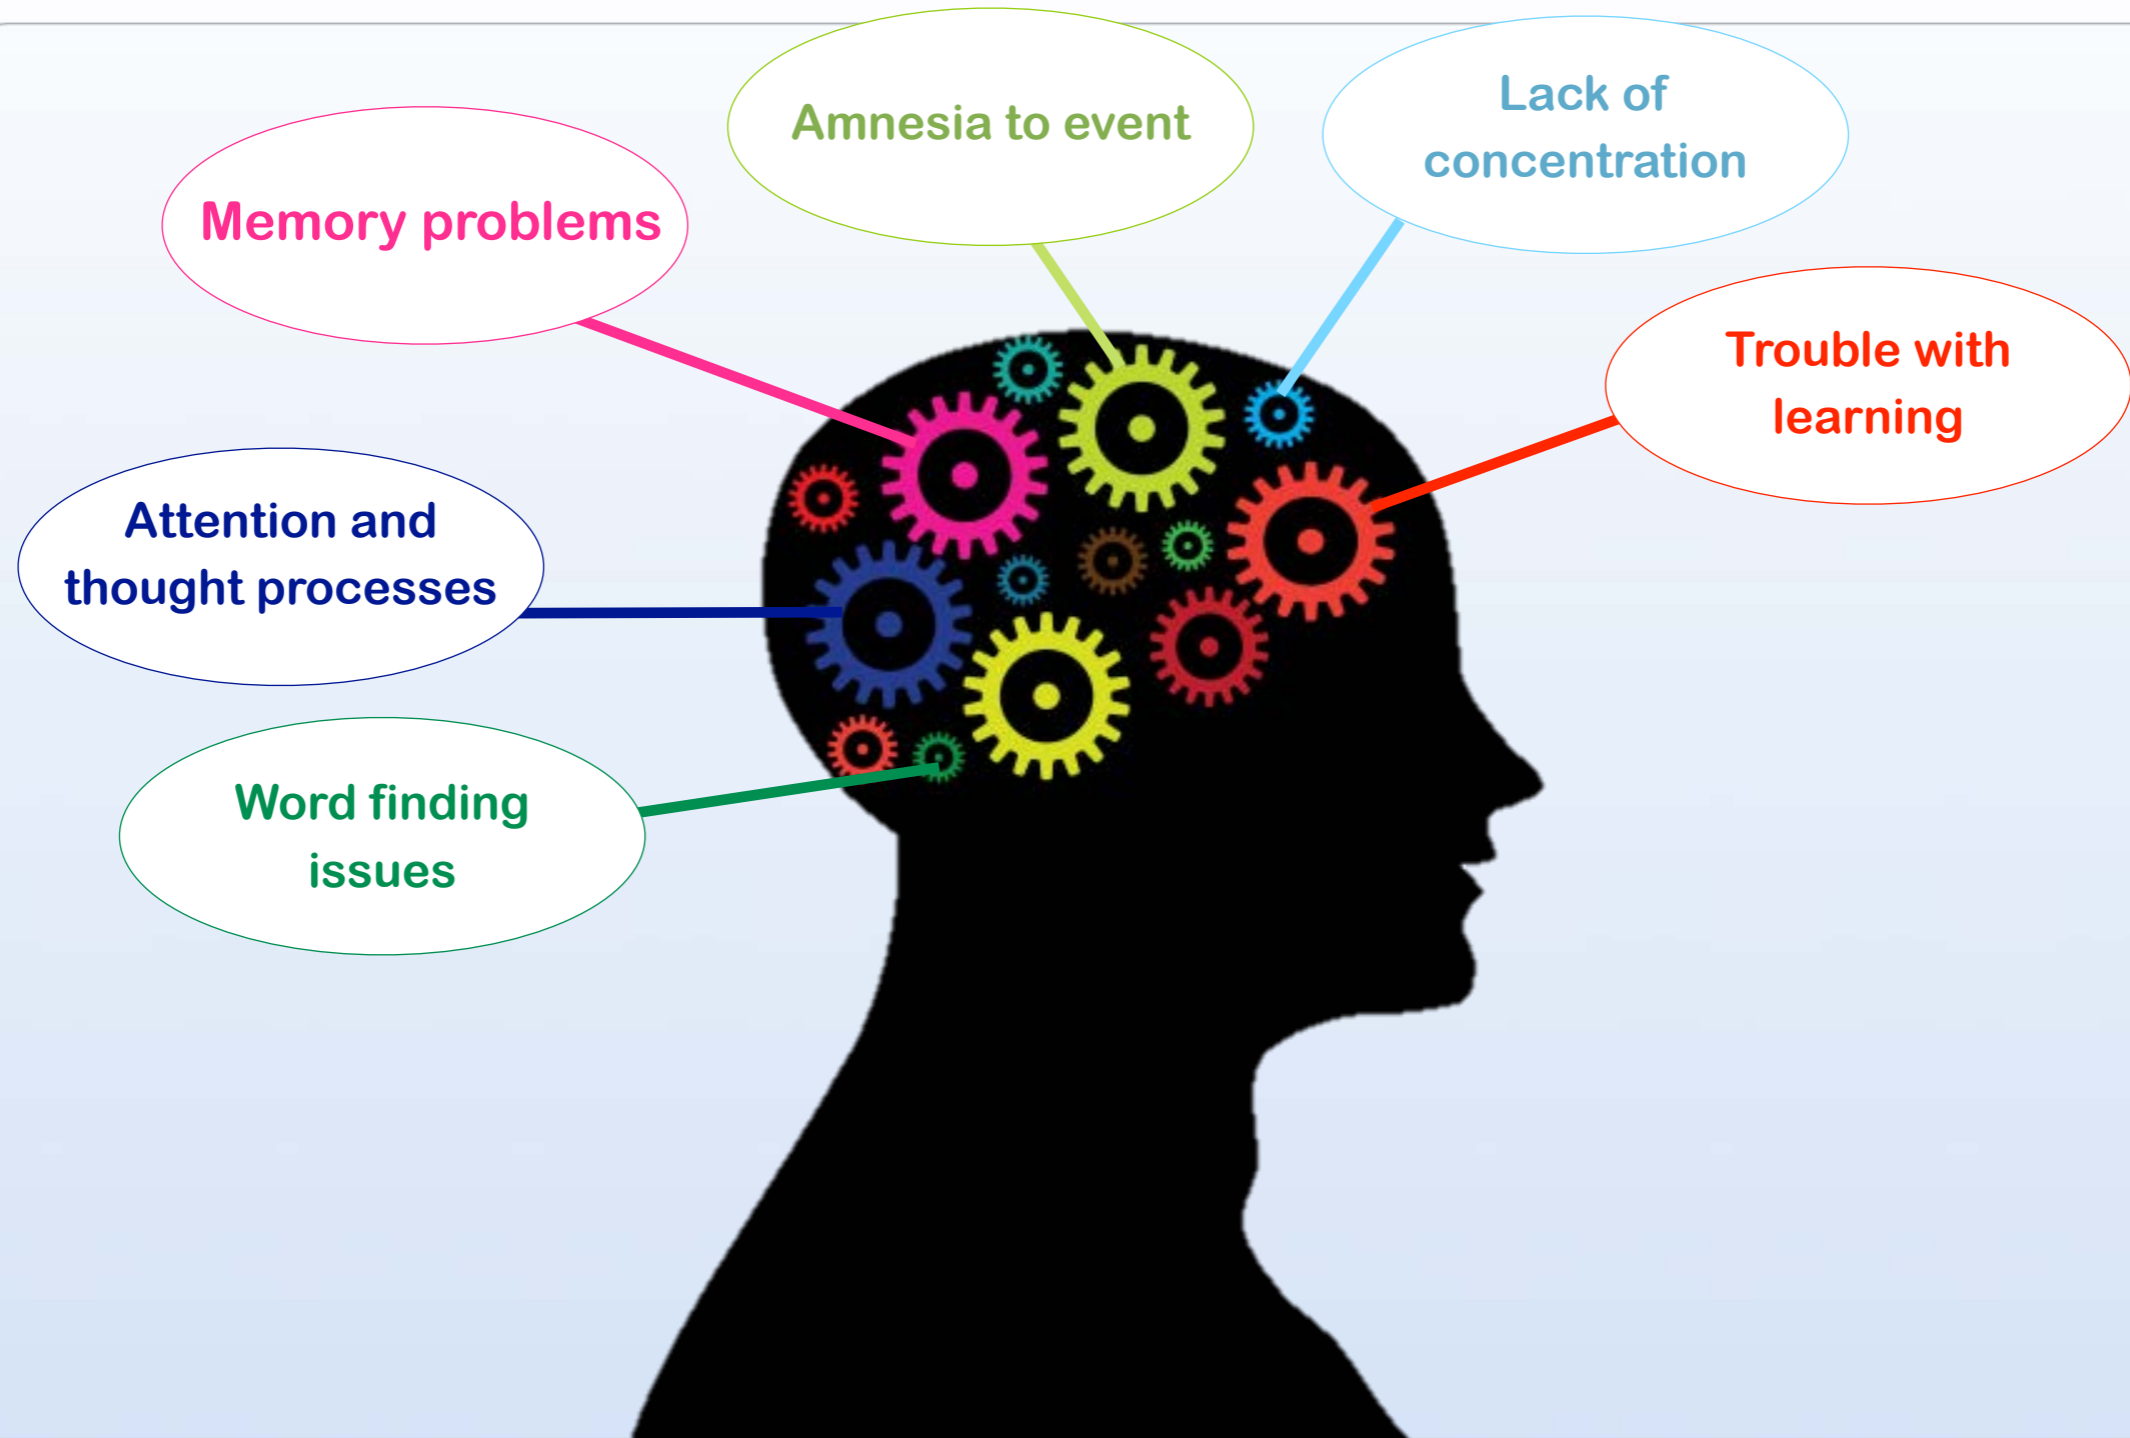 Amnesia to event
Lack of
concentration
Memory problems
Trouble with
learning
Attention and
thought processes
Word finding
issues